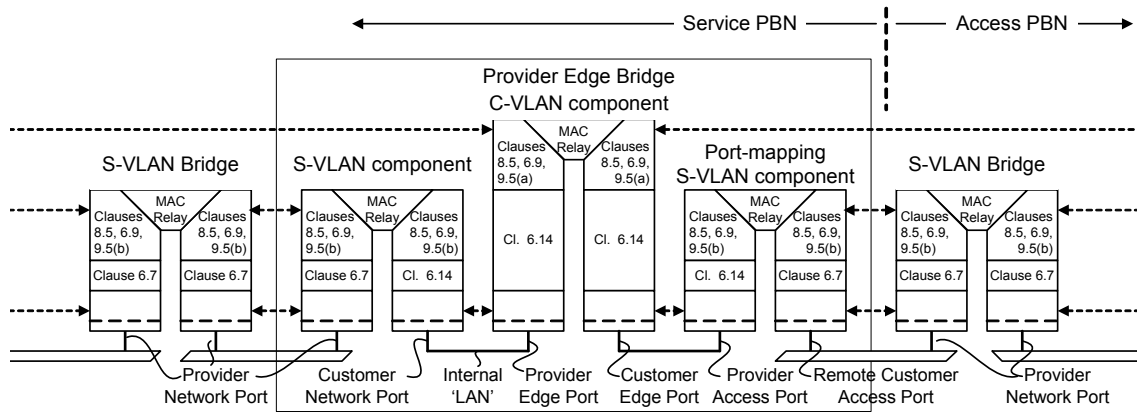 Service PBN
Access PBN
Provider Edge Bridge
C-VLAN component
S-VLAN Bridge
S-VLAN component
Port-mapping
S-VLAN component
S-VLAN Bridge
MAC
Relay
Clauses
8.5, 6.9,
9.5(b)
Clauses
8.5, 6.9,
9.5(b)
Clause 6.7
Clause 6.7
MAC
Relay
Clauses
8.5, 6.9,
9.5(b)
Clauses
8.5, 6.9,
9.5(b)
Clause 6.7
Cl. 6.14
MAC
Relay
Clauses
8.5, 6.9,
9.5(a)
Clauses
8.5, 6.9,
9.5(a)
Cl. 6.14
Cl. 6.14
MAC
Relay
Clauses
8.5, 6.9,
9.5(b)
Clauses
8.5, 6.9,
9.5(b)
Cl. 6.14
Clause 6.7
MAC
Relay
Clauses
8.5, 6.9,
9.5(b)
Clauses
8.5, 6.9,
9.5(b)
Clause 6.7
Clause 6.7
Provider
Network Port
Customer
Network Port
Internal
‘LAN’
Provider
Edge Port
Customer
Edge Port
Provider
Access Port
Remote Customer
Access Port
Provider
Network Port